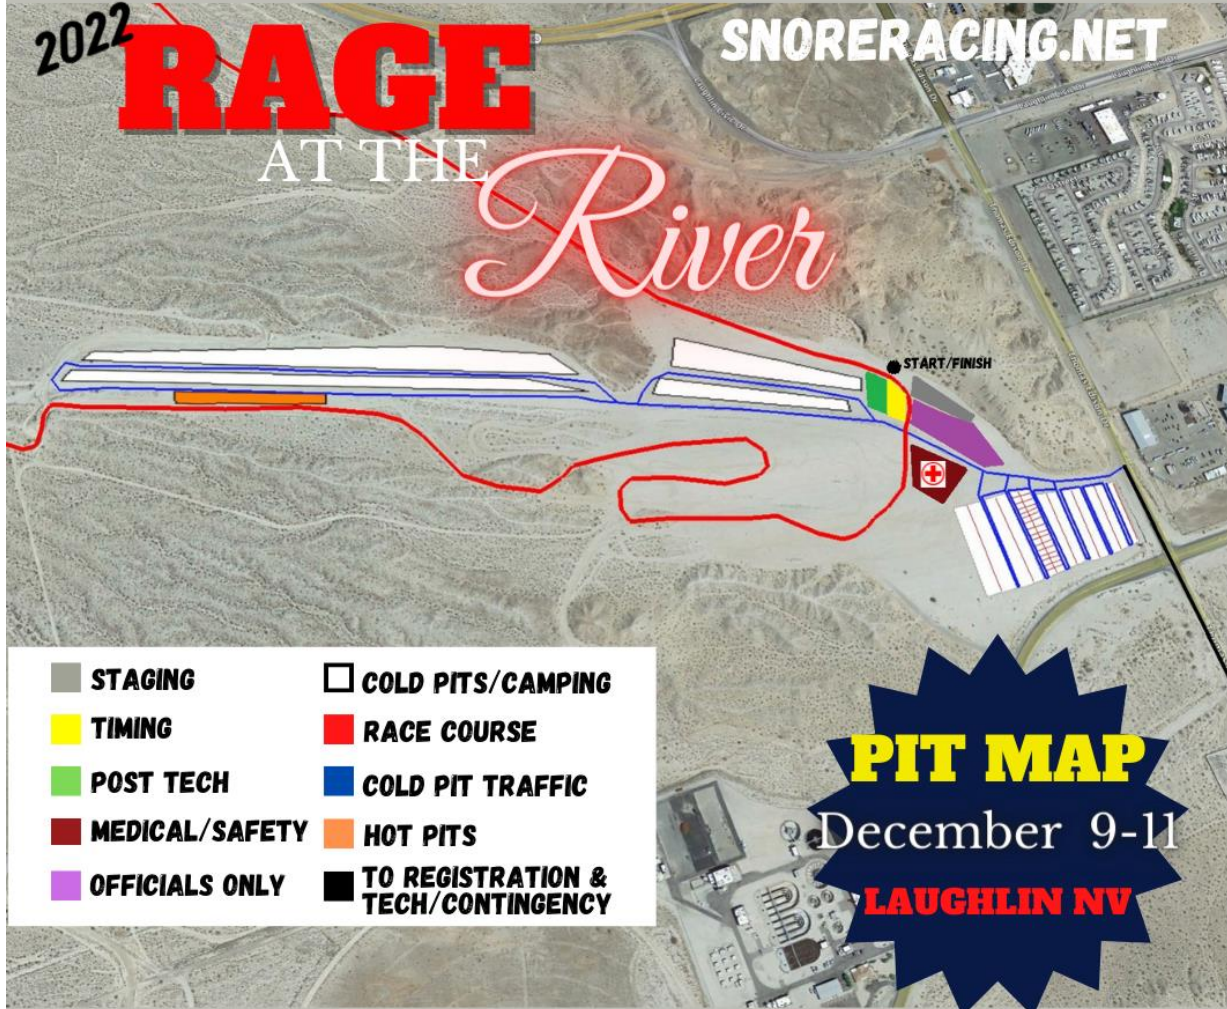 2022
RAGE
AT THE
River
SNORERACING.NET
START/FINISH
STAGING
TIMING
POST TECH
MEDICAL/SAFETY
OFFICIALS ONLY
COLD PITS/CAMPING
RACE COURSE
COLD PIT TRAFFIC
HOT PITS
TO REGISTRATION &
TECH/CONTINGENCY
PIT MAP
December 9-11
LAUGHLIN NV